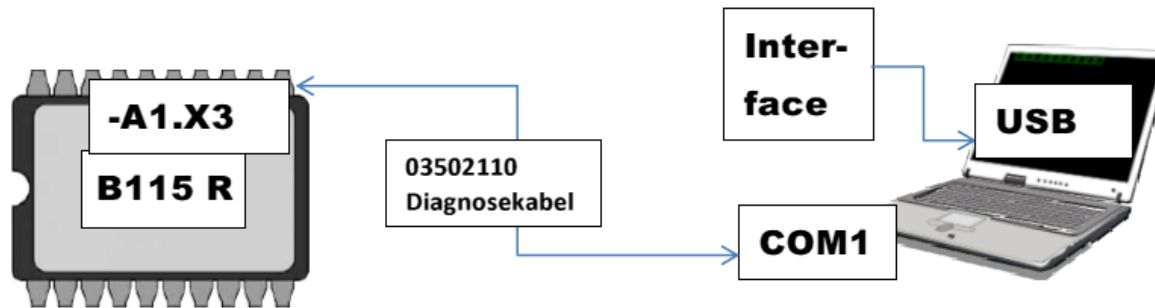 -A1.X3
B115 R
03502110
Diagnosekabel
Inter-
face
USB
COM1